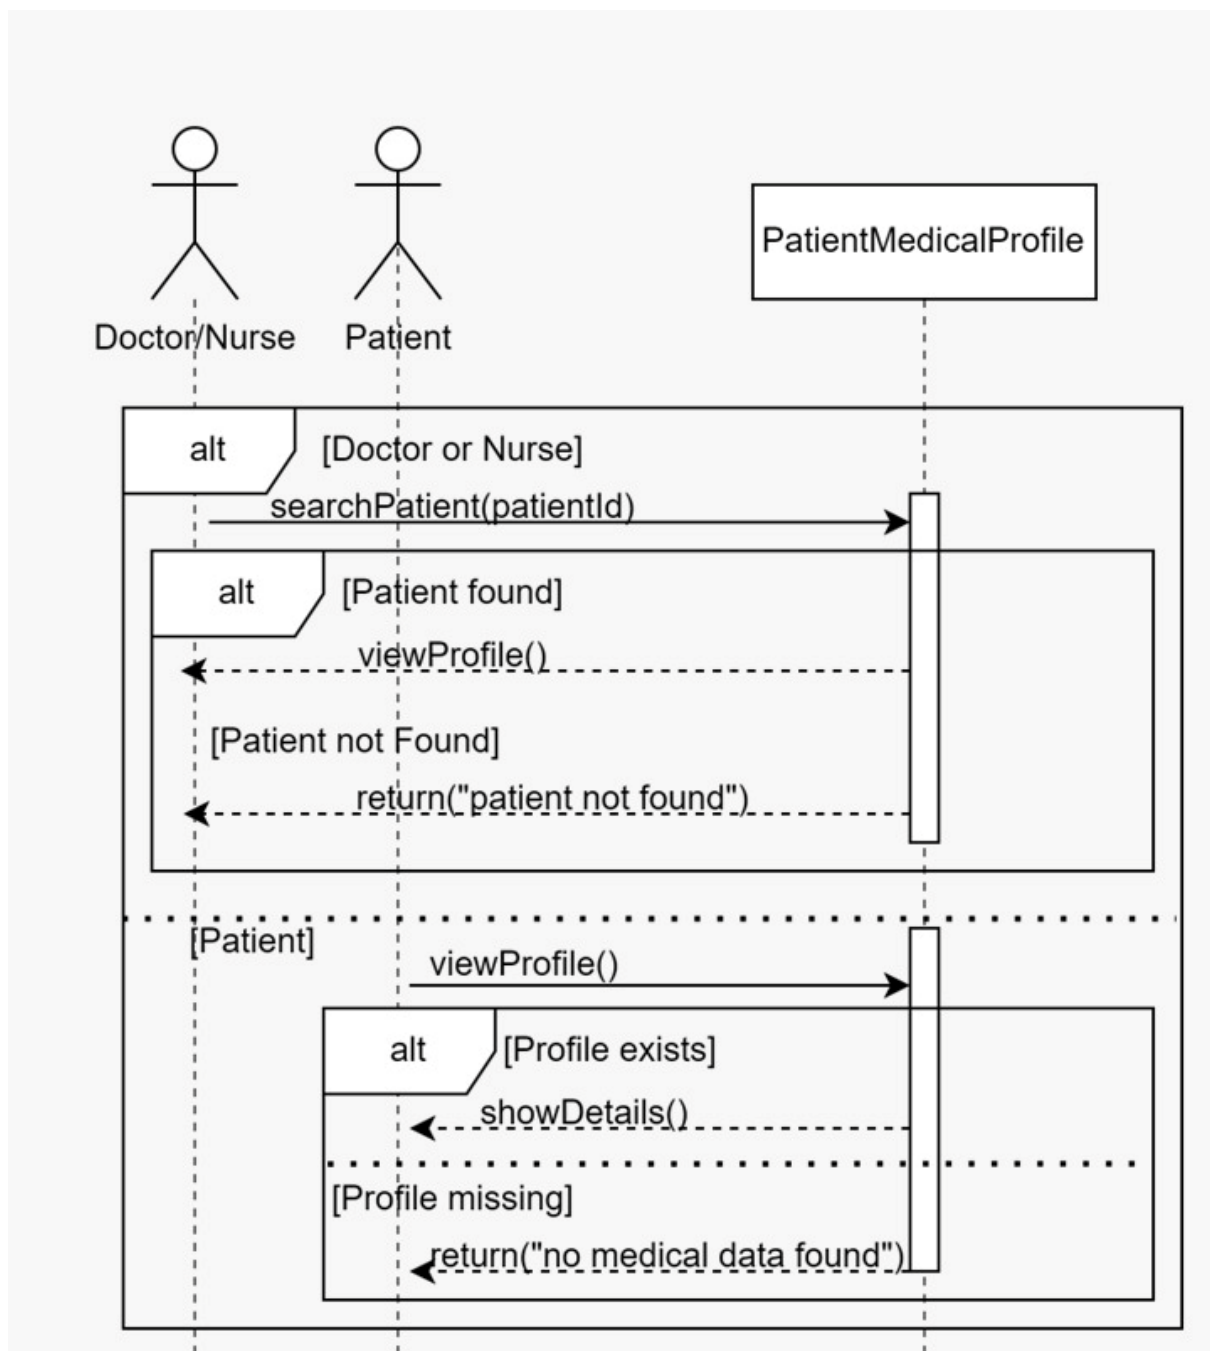 Doctor/Nurse
Patient
PatientMedicalProfile
alt
[Doctor or Nurse]
searchPatient(patientId)
alt
[Patient found]
viewProfile()
[Patient not Found]
return("patient not found")
[Patient]
viewProfile()
alt
[Profile exists]
showDetails()
[Profile missing]
return("no medical data found")